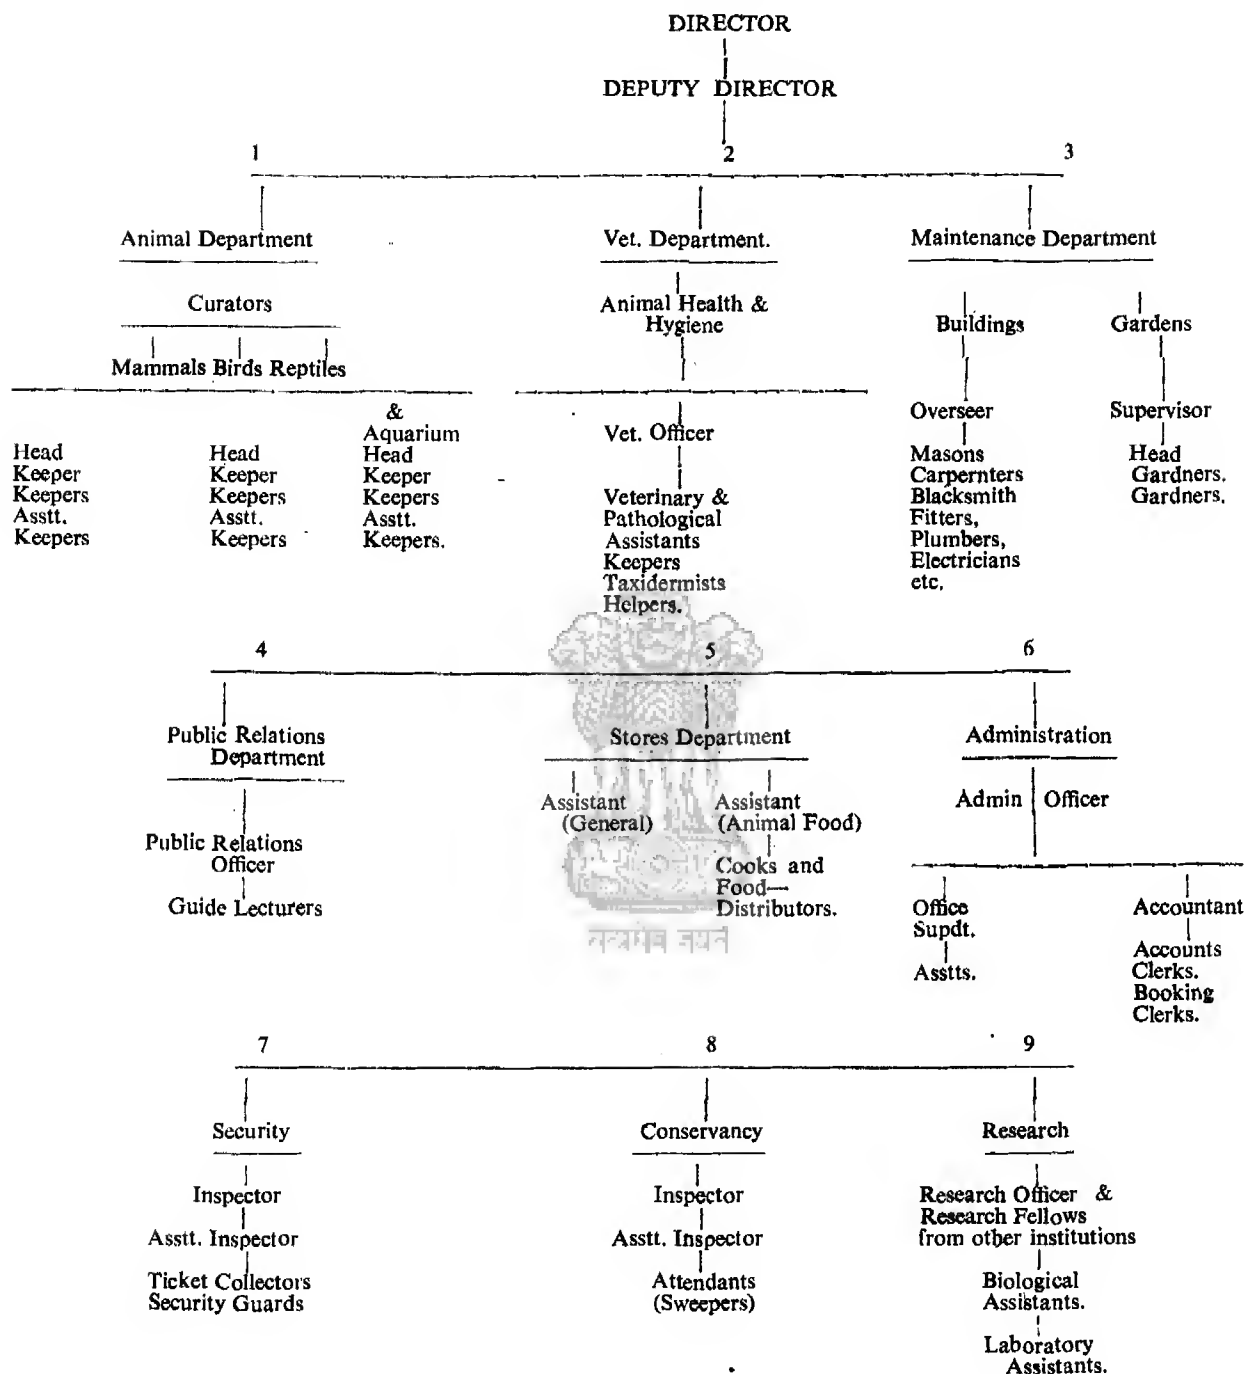 DIRECTOR
DEPUTY DIRECTOR
1 2 3
Animal Department
Curators
Mammals Birds Reptiles
&
Aquarium
Head
Keeper
Keepers
Asstt.
Keepers
Head
Keeper
Keepers
Asstt.
Keepers
Head
Keeper
Keepers
Asstt.
Keepers.
Vet. Department.
Animal Health &
Hygiene
Vet. Officer
Veterinary &
Pathological
Assistants
Keepers
Taxidermists
Helpers.
Maintenance Department
Buildings
Overseer
Masons
Carpernters
Blacksmith
Fitters,
Plumbers,
Electricians
etc.
Gardens
Supervisor
Head
Gardners.
Gardners.
4 5 6
Public Relations
Department
Public Relations
Officer
Guide Lecturers
Stores Department
Assistant
(General)
Assistant
(Animal Food)
Cooks and
Food—
Distributors.
सत्यमेव जयते
Administration
Admin Officer
Office
Supdt.
Asstts.
Accountant
Accounts
Clerks.
Booking
Clerks.
7 8 9
Security
Inspector
Asstt. Inspector
Ticket Collectors
Security Guards
Conservancy
Inspector
Asstt. Inspector
Attendants
(Sweepers)
Research
Research Officer &
Research Fellows
from other institutions
Biological
Assistants.
Laboratory
Assistants.